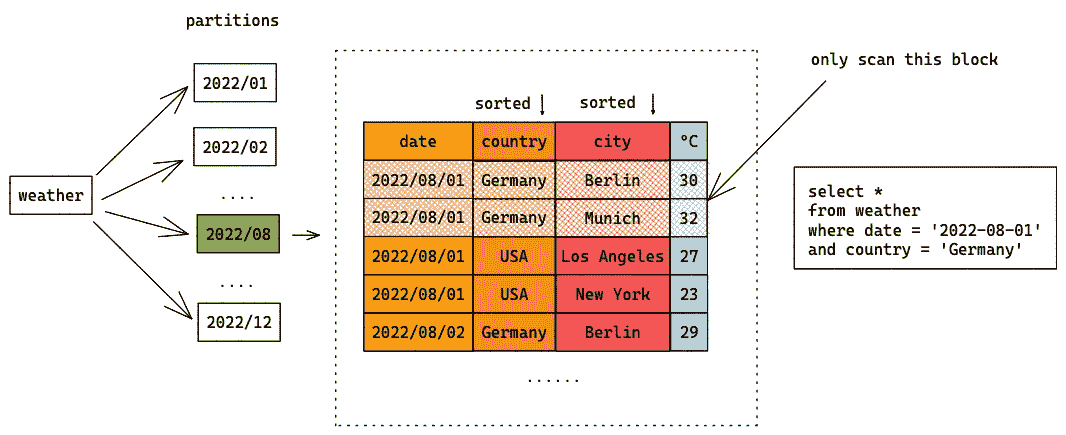 partitions
weather
2022/01
2022/02
....
2022/08
....
2022/12
sorted
sorted
date country city °C
2022/08/01 Germany Berlin 30
2022/08/01 Germany Munich 32
2022/08/01 USA Los Angeles 27
2022/08/01 USA New York 23
2022/08/02 Germany Berlin 29
......
only scan this block
select *
from weather
where date = '2022-08-01'
and country = 'Germany'